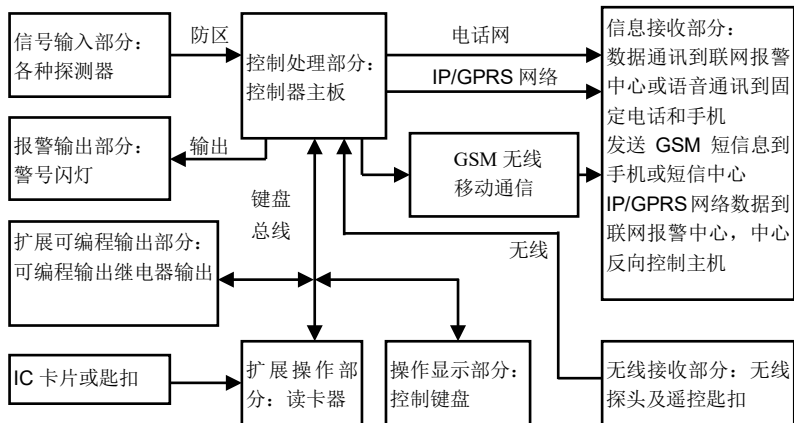 信号输入部分：
各种探测器
防区
控制处理部分：
控制器主板
电话网
IP/GPRS 网络
信息接收部分：
数据通讯到联网报警
中心或语音通讯到固
定电话和手机
发送 GSM 短信息到
手机或短信中心
IP/GPRS网络数据到
联网报警中心，中心
反向控制主机
报警输出部分：
警号闪灯
输出
GSM 无线
移动通信
键盘
总线
无线
扩展可编程输出部分：
可编程输出继电器输出
IC 卡片或匙扣
扩展操作部
分：读卡器
操作显示部分：
控制键盘
无线接收部分：无线
探头及遥控匙扣